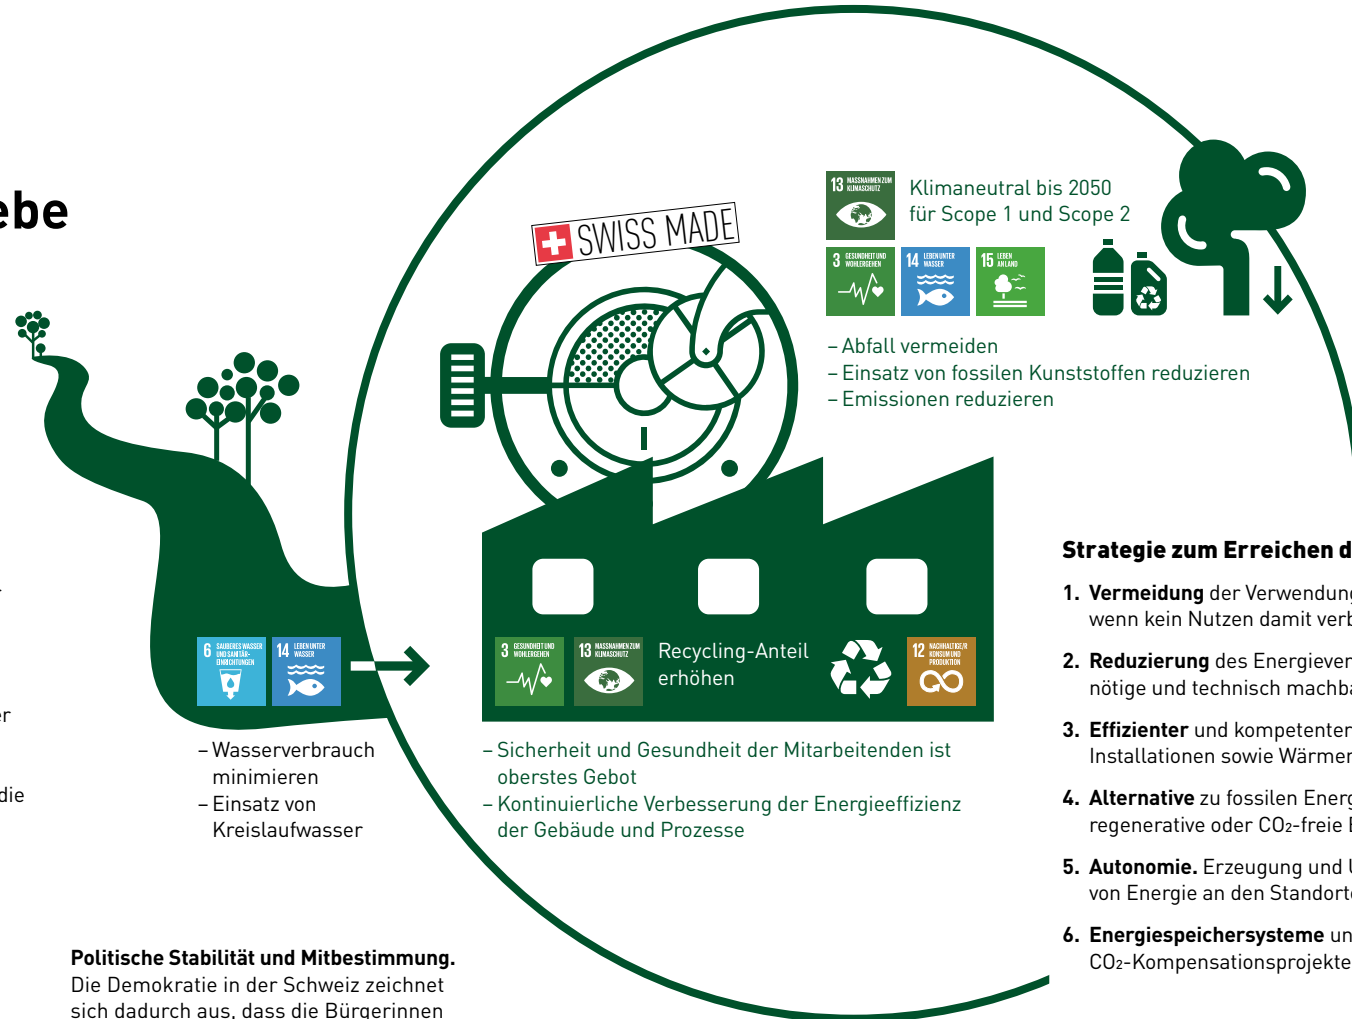 ebe
SWISS MADE
13 MASSNAHMEN ZUM
KLIMASCHUTZ
Klimaneutral bis 2050
für Scope 1 und Scope 2
3 GESUNDHEIT UND
WOHLERGEHEN
14 LEBEN UNTER
WASSER
15 LEBEN
AN LAND
– Abfall vermeiden
– Einsatz von fossilen Kunststoffen reduzieren
– Emissionen reduzieren
er
die
6 SAUBERES WASSER
UND SANITÄR-
EINRICHTUNGEN
14 LEBEN UNTER
WASSER
– Wasserverbrauch
minimieren
– Einsatz von
Kreislaufwasser
3 GESUNDHEIT UND
WOHLERGEHEN
13 MASSNAHMEN ZUM
KLIMASCHUTZ
Recycling-Anteil
erhöhen
12 NACHHALTIGE/R
KONSUM UND
PRODUKTION
– Sicherheit und Gesundheit der Mitarbeitenden ist
oberstes Gebot
– Kontinuierliche Verbesserung der Energieeffizienz
der Gebäude und Prozesse
Strategie zum Erreichen d
1. Vermeidung der Verwendung
wenn kein Nutzen damit verb
2. Reduzierung des Energiever
nötige und technisch machba
3. Effizienter und kompetenter
Installationen sowie Wärmer
4. Alternative zu fossilen Energ
regenerative oder CO₂-freie E
5. Autonomie. Erzeugung und U
von Energie an den Standorte
6. Energiespeichersysteme un
CO₂-Kompensationsprojekte
Politische Stabilität und Mitbestimmung.
Die Demokratie in der Schweiz zeichnet
sich dadurch aus, dass die Bürgerinnen